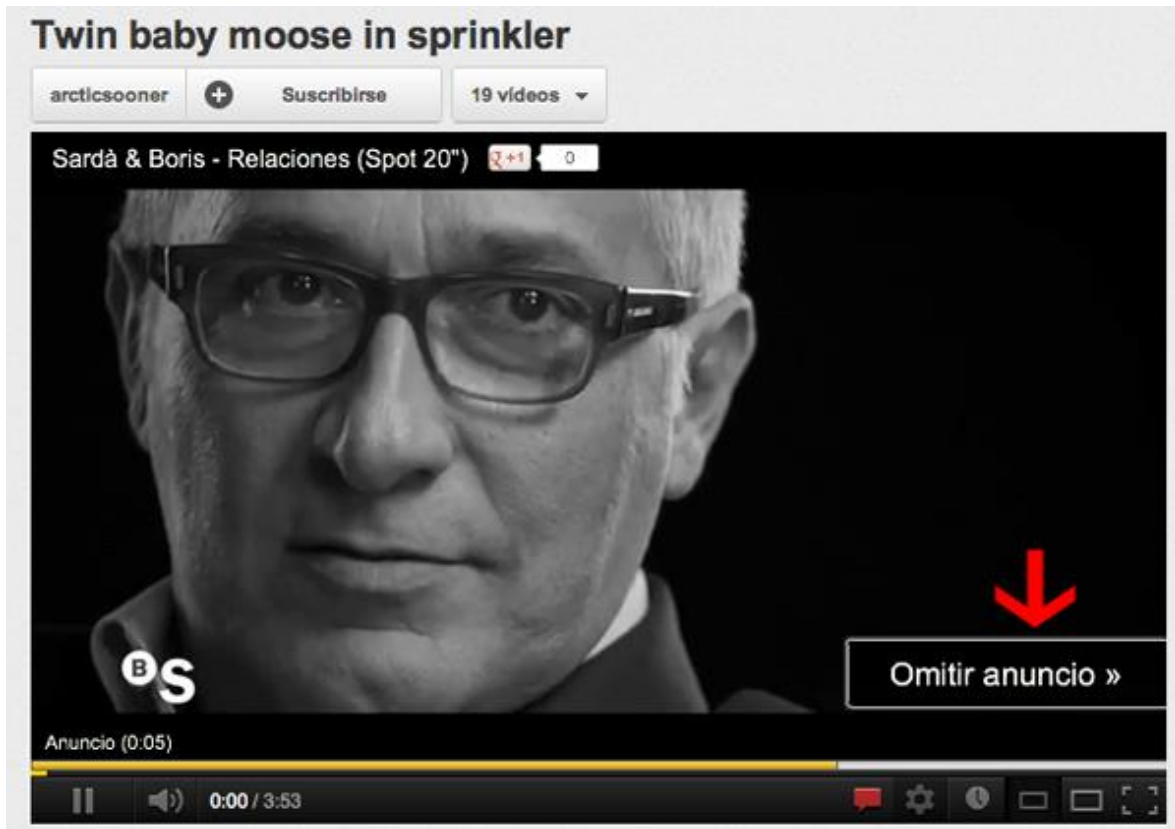 Twin baby moose in sprinkler
arcticsooner Suscribirse 19 vídeos
Sardà & Boris - Relaciones (Spot 20") +1 0
BS
Omitir anuncio »
Anuncio (0:05)
0:00 / 3:53